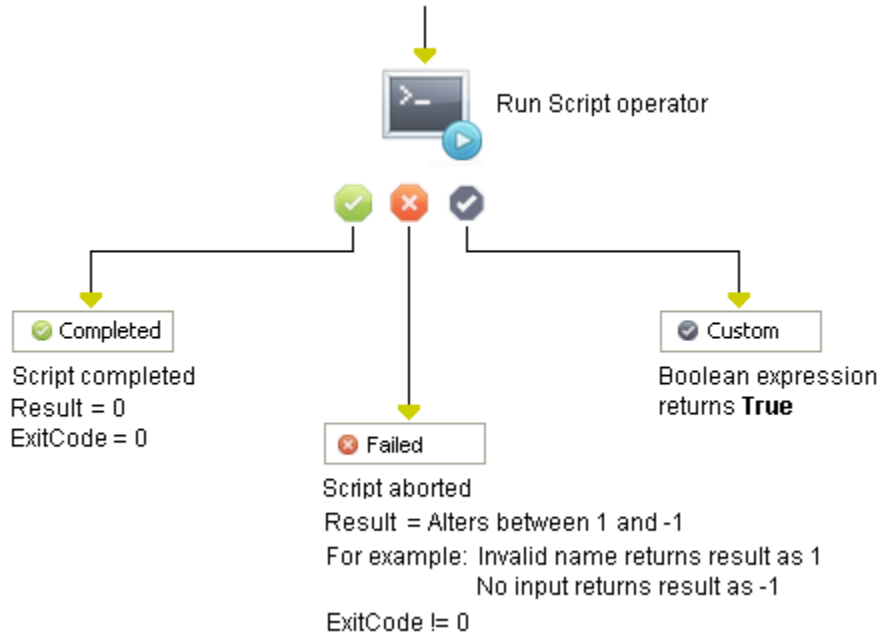 >_
Run Script operator
Completed
Script completed
Result = 0
ExitCode = 0
Custom
Boolean expression
returns True
Failed
Script aborted
Result = Alters between 1 and -1
For example: Invalid name returns result as 1
No input returns result as -1
ExitCode != 0